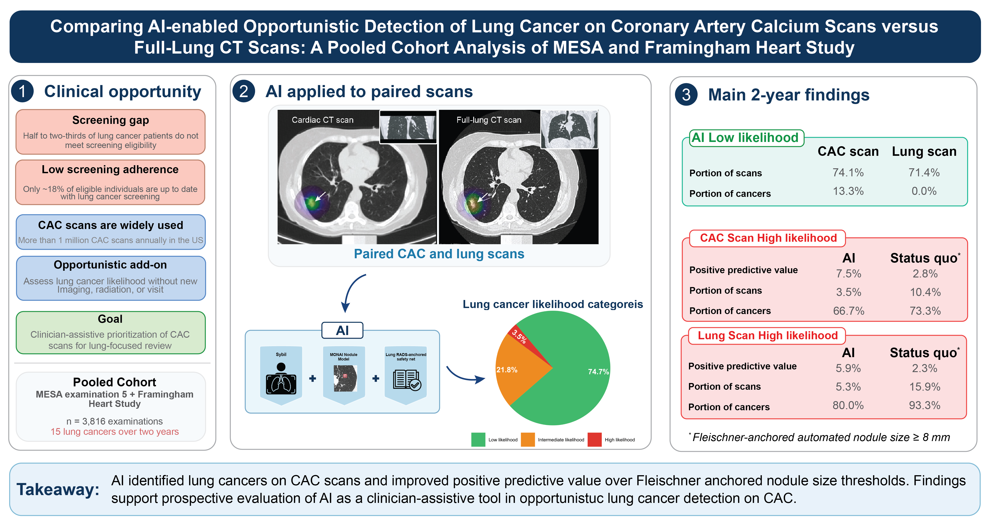 Comparing AI-enabled Opportunistic Detection of Lung Cancer on Coronary Artery Calcium Scans versus
Full-Lung CT Scans: A Pooled Cohort Analysis of MESA and Framingham Heart Study
1 Clinical opportunity
Screening gap
Half to two-thirds of lung cancer patients do not
meet screening eligibility
Low screening adherence
Only ~18% of eligible individuals are up to date
with lung cancer screening
CAC scans are widely used
More than 1 million CAC scans annually in the US
Opportunistic add-on
Assess lung cancer likelihood without new
Imaging, radiation, or visit
Goal
Clinician-assistive prioritization of CAC
scans for lung-focused review
Pooled Cohort
MESA examination 5 + Framingham
Heart Study
n = 3,816 examinations
15 lung cancers over two years
2 AI applied to paired scans
Cardiac CT scan
Full-lung CT scan
Paired CAC and lung scans
AI
Sybil
+
MONAI Nodule
Model
+
Lung RADS-anchored
safety net
Lung cancer likelihood categoreis
3.5%
21.8%
74.7%
Low likelihood
Intermediate likelihood
High likelihood
3 Main 2-year findings
AI Low likelihood
CAC scan Lung scan
Portion of scans 74.1% 71.4%
Portion of cancers 13.3% 0.0%
CAC Scan High likelihood
AI Status quo*
Positive predictive value 7.5% 2.8%
Portion of scans 3.5% 10.4%
Portion of cancers 66.7% 73.3%
Lung Scan High likelihood
AI Status quo*
Positive predictive value 5.9% 2.3%
Portion of scans 5.3% 15.9%
Portion of cancers 80.0% 93.3%
* Fleischner-anchored automated nodule size ≥ 8 mm
Takeaway:
AI identified lung cancers on CAC scans and improved positive predictive value over Fleischner anchored nodule size thresholds. Findings
support prospective evaluation of AI as a clinician-assistive tool in opportunistuc lung cancer detection on CAC.